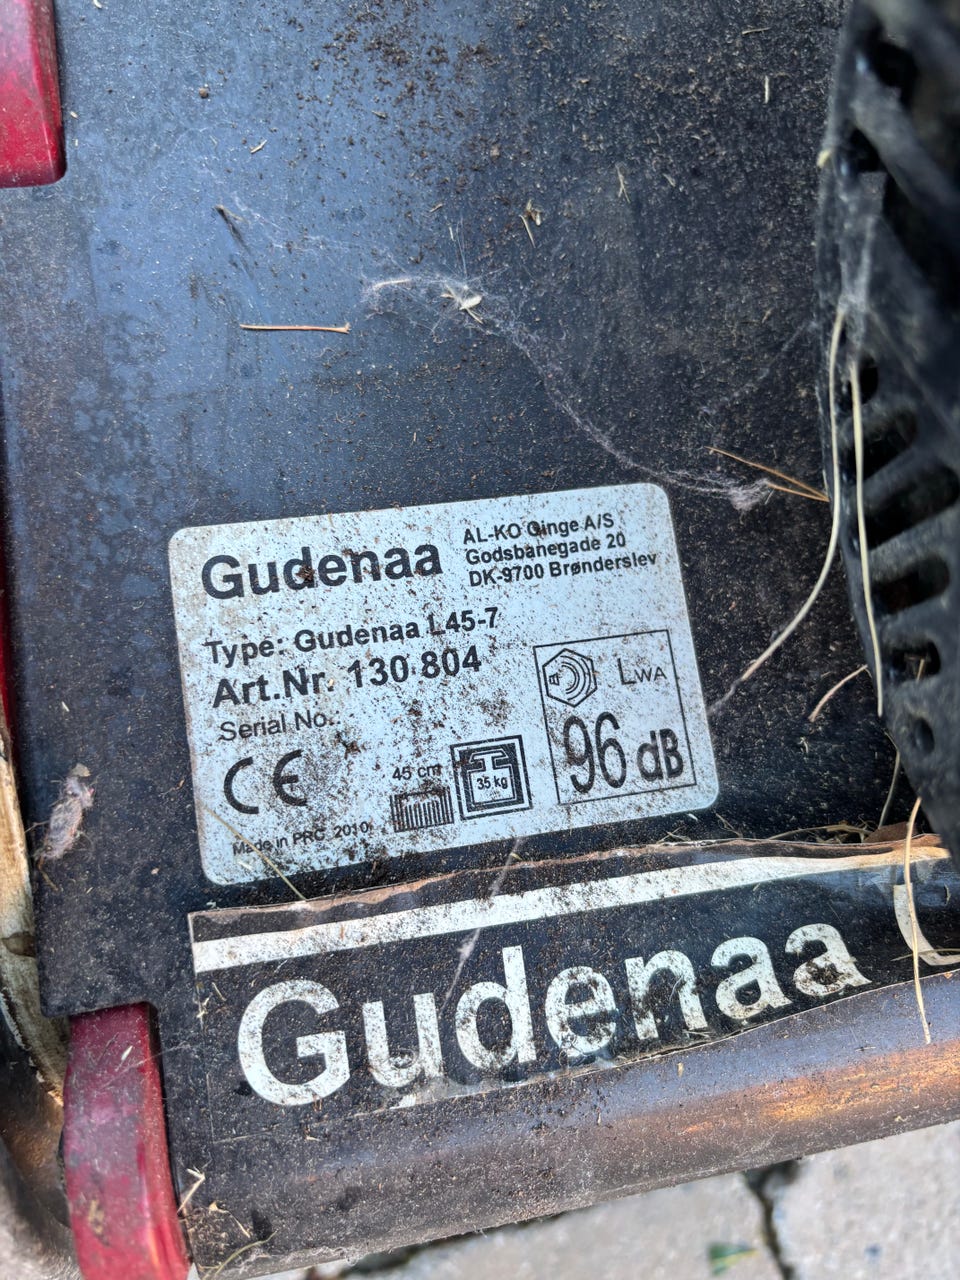 Gudenaa
AL-KO Ginge A/S
Godsbanegade 20
DK-9700 Brønderslev
Type: Gudenaa L45-7
Art.Nr. 130 804
Serial No.:
CE
45 cm
35 kg
LWA
96 dB
Made in PRC 2010
Gudenaa